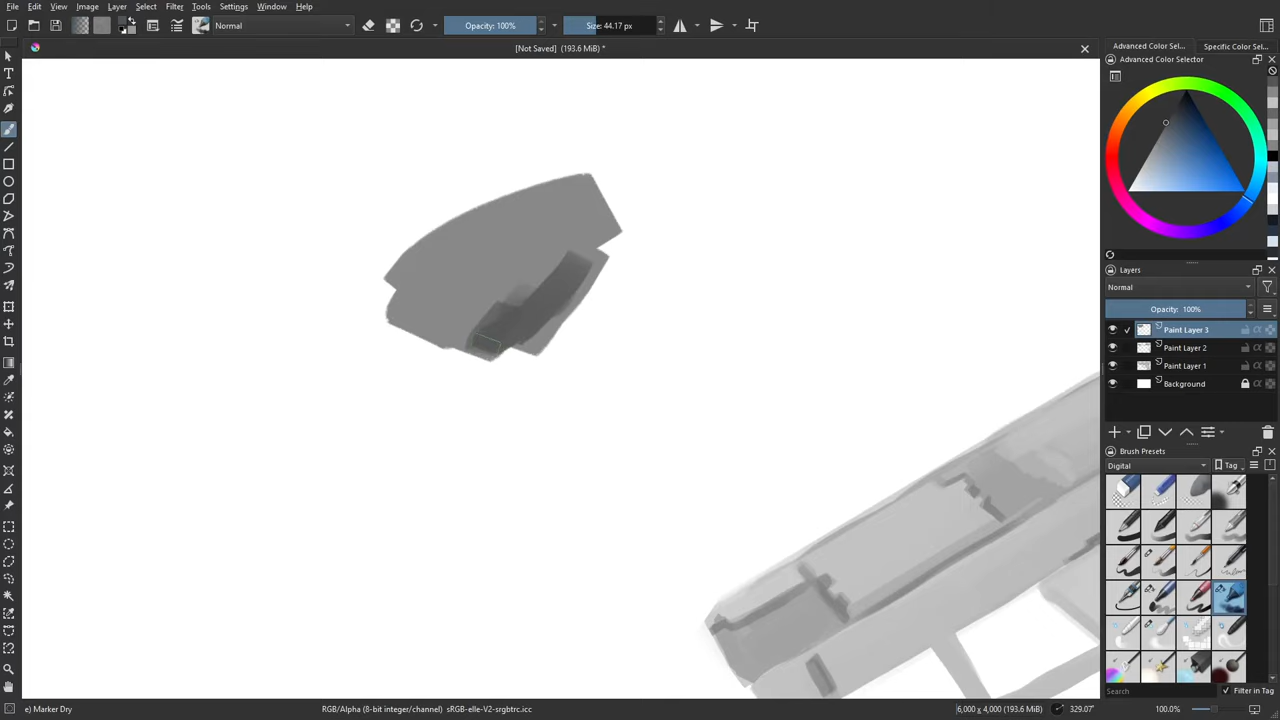 File Edit View Image Layer Select Filter Tools Settings Window Help
Normal Opacity: 100% Size: 44.17 px
[Not Saved] (193.6 MiB) *
Advanced Color Sel... Specific Color Sel...
Advanced Color Selector
Layers
Normal
Opacity: 100%
Paint Layer 3
Paint Layer 2
Paint Layer 1
Background
Brush Presets
Digital Tag
Search Filter in Tag
e) Marker Dry RGB/Alpha (8-bit integer/channel) sRGB-elle-V2-srgbtrc.icc 6,000 x 4,000 (193.6 MiB) 329.07° 100.0%